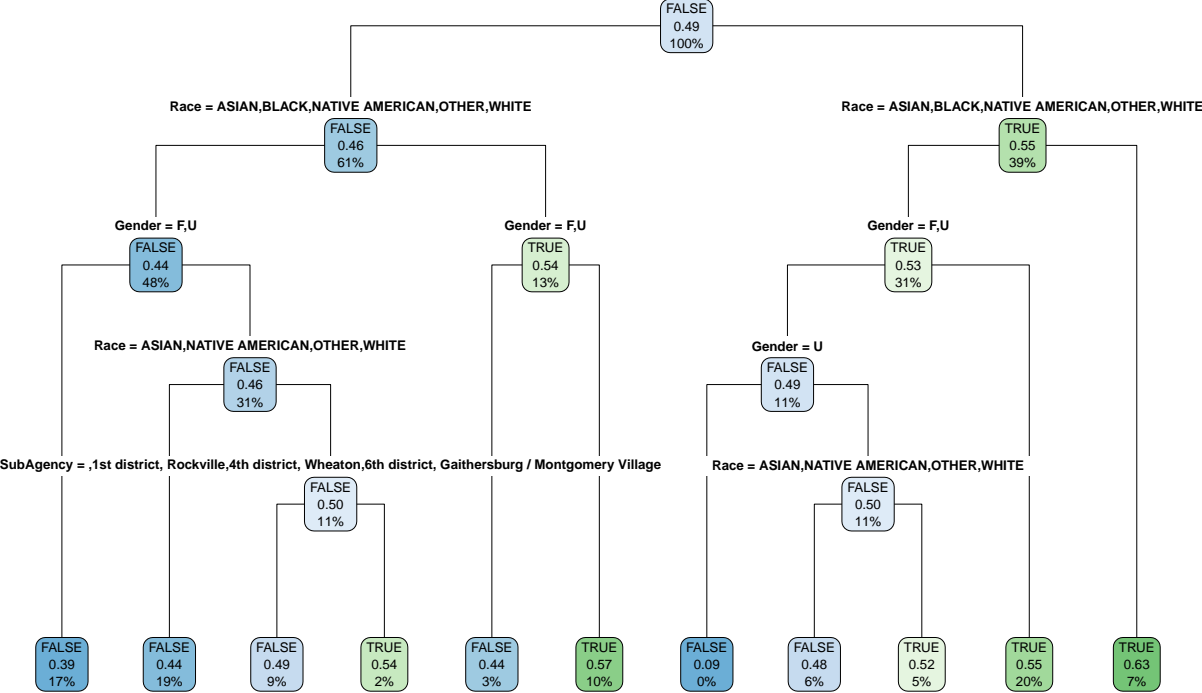 FALSE
0.49
100%
Race = ASIAN,BLACK,NATIVE AMERICAN,OTHER,WHITE
FALSE
0.46
61%
Race = ASIAN,BLACK,NATIVE AMERICAN,OTHER,WHITE
TRUE
0.55
39%
Gender = F,U
FALSE
0.44
48%
Gender = F,U
TRUE
0.54
13%
Gender = F,U
TRUE
0.53
31%
Race = ASIAN,NATIVE AMERICAN,OTHER,WHITE
FALSE
0.46
31%
Gender = U
FALSE
0.49
11%
SubAgency = ,1st district, Rockville,4th district, Wheaton,6th district, Gaithersburg / Montgomery Village
FALSE
0.50
11%
Race = ASIAN,NATIVE AMERICAN,OTHER,WHITE
FALSE
0.50
11%
FALSE
0.39
17%
FALSE
0.44
19%
FALSE
0.49
9%
TRUE
0.54
2%
FALSE
0.44
3%
TRUE
0.57
10%
FALSE
0.09
0%
FALSE
0.48
6%
TRUE
0.52
5%
TRUE
0.55
20%
TRUE
0.63
7%